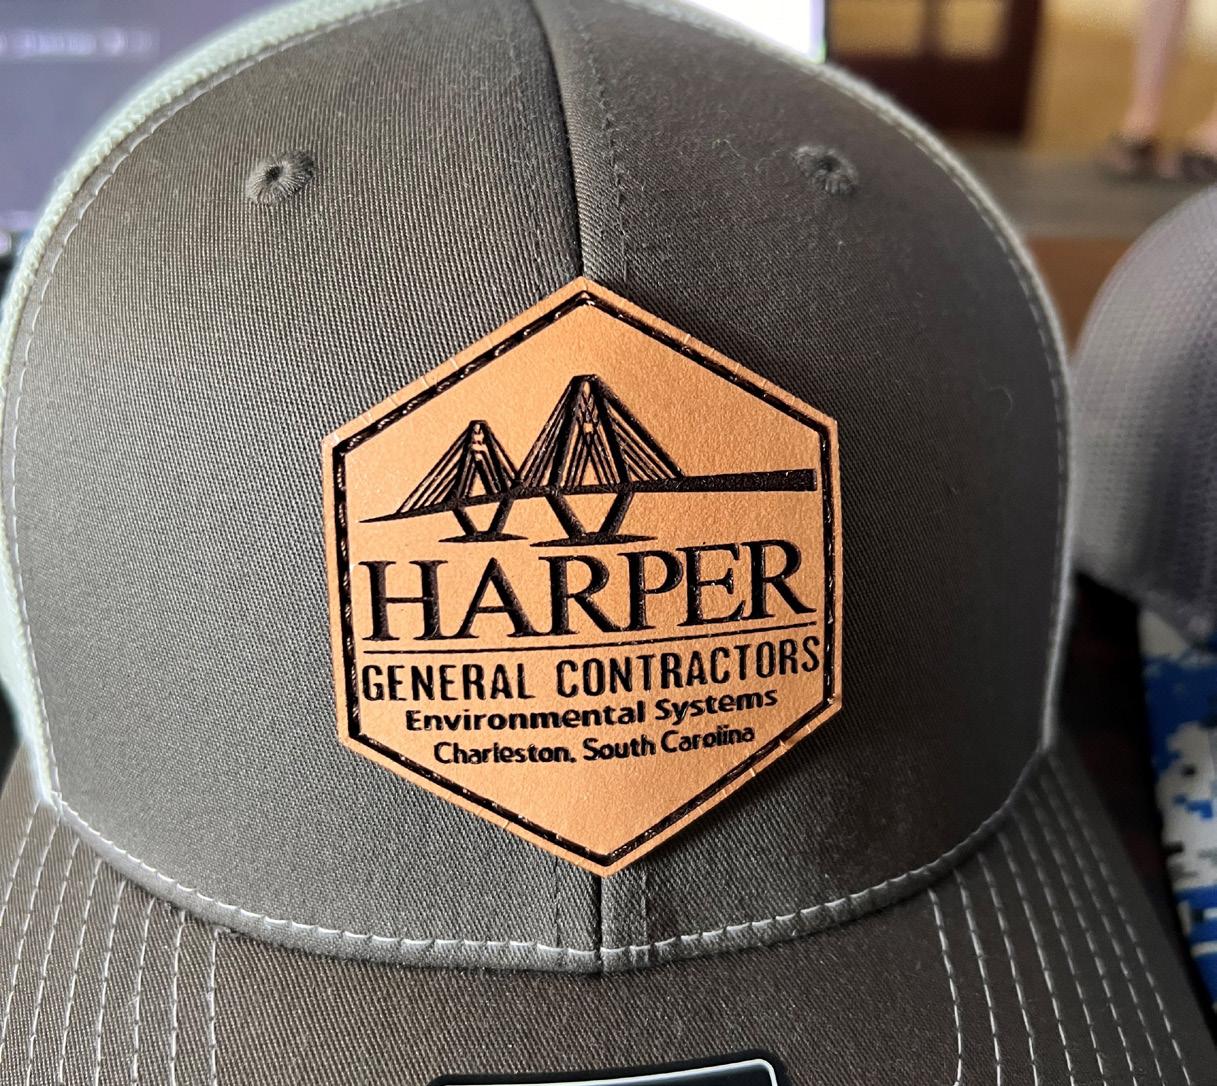 HARPER
GENERAL CONTRACTORS
Environmental Systems
Charleston, South Carolina